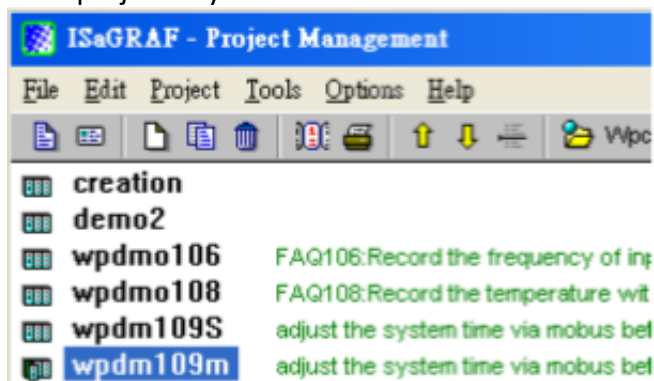 ISaGRAF - Project Management
File Edit Project Tools Options Help
Wpc
creation
demo2
wpdmo106 FAQ106:Record the frequency of inp
wpdmo108 FAQ108:Record the temperature wit
wpdm109S adjust the system time via mobus bef
wpdm109m adjust the system time via mobus bef